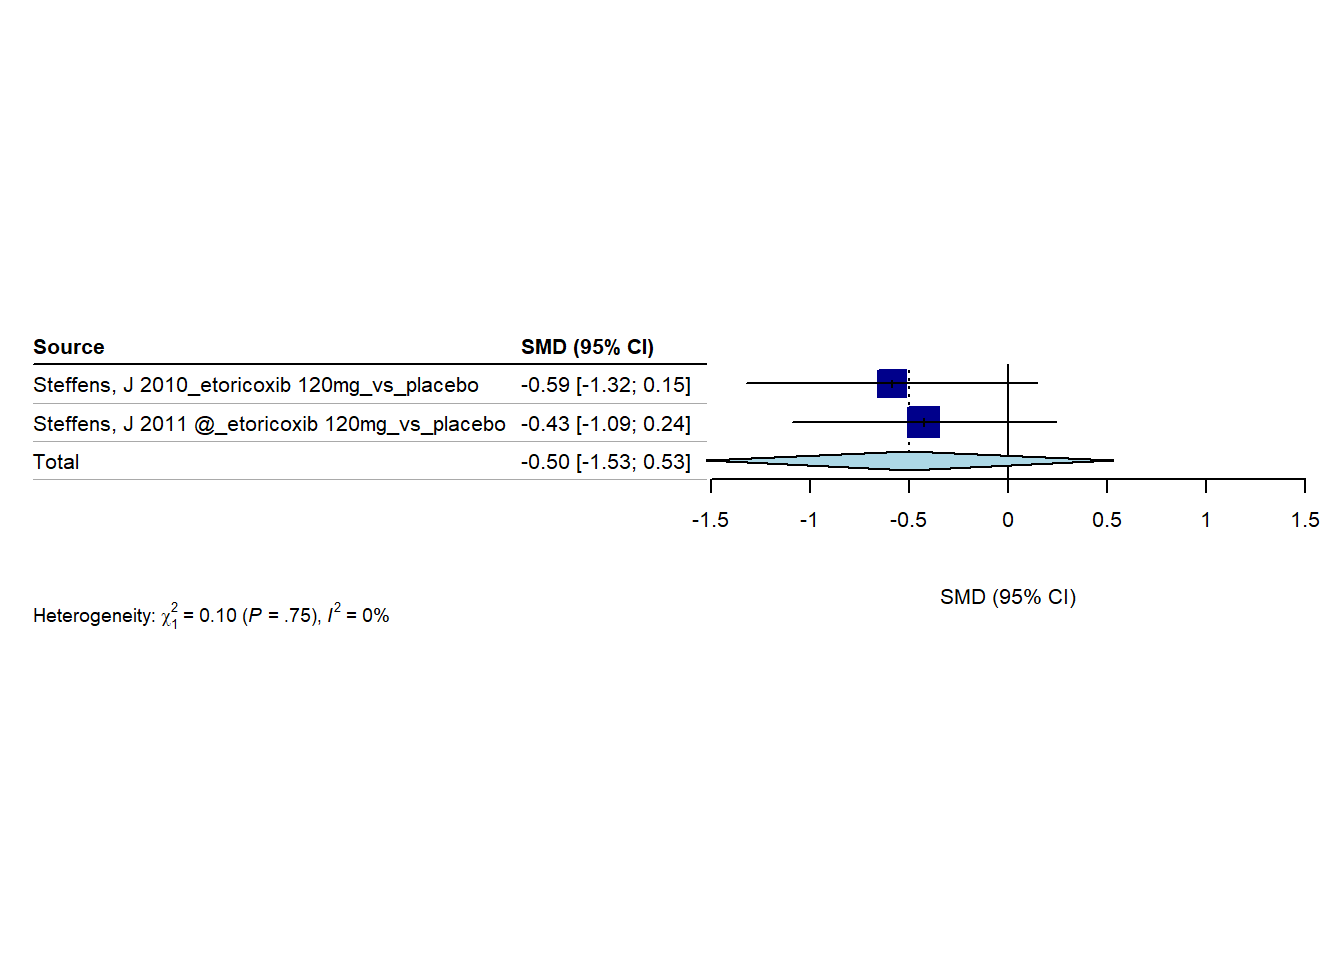 Source SMD (95% CI)
Steffens, J 2010_etoricoxib 120mg_vs_placebo -0.59 [-1.32; 0.15]
Steffens, J 2011 @_etoricoxib 120mg_vs_placebo -0.43 [-1.09; 0.24]
Total -0.50 [-1.53; 0.53]
-1.5 -1 -0.5 0 0.5 1 1.5
SMD (95% CI)
Heterogeneity: χ²₁ = 0.10 (P = .75), I² = 0%